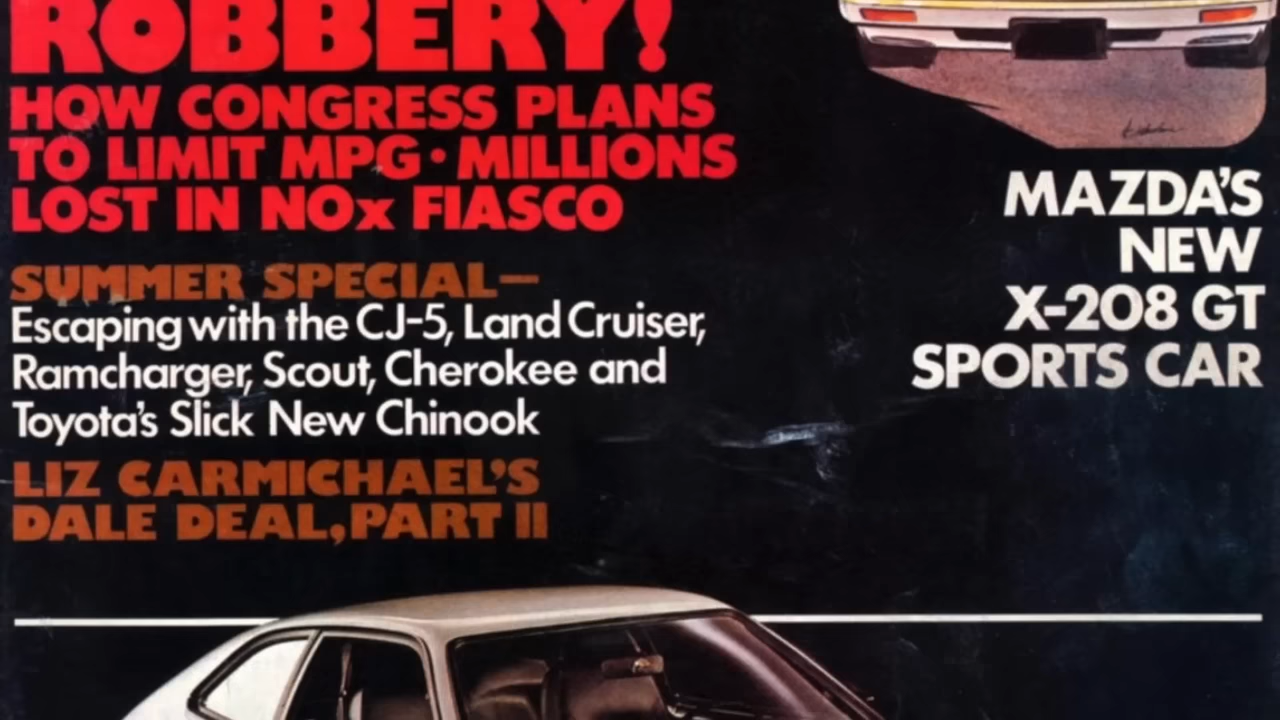 ROBBERY!
HOW CONGRESS PLANS
TO LIMIT MPG • MILLIONS
LOST IN NOx FIASCO
SUMMER SPECIAL—
Escaping with the CJ-5, Land Cruiser,
Ramcharger, Scout, Cherokee and
Toyota's Slick New Chinook
LIZ CARMICHAEL'S
DALE DEAL, PART II
MAZDA'S
NEW
X-208 GT
SPORTS CAR